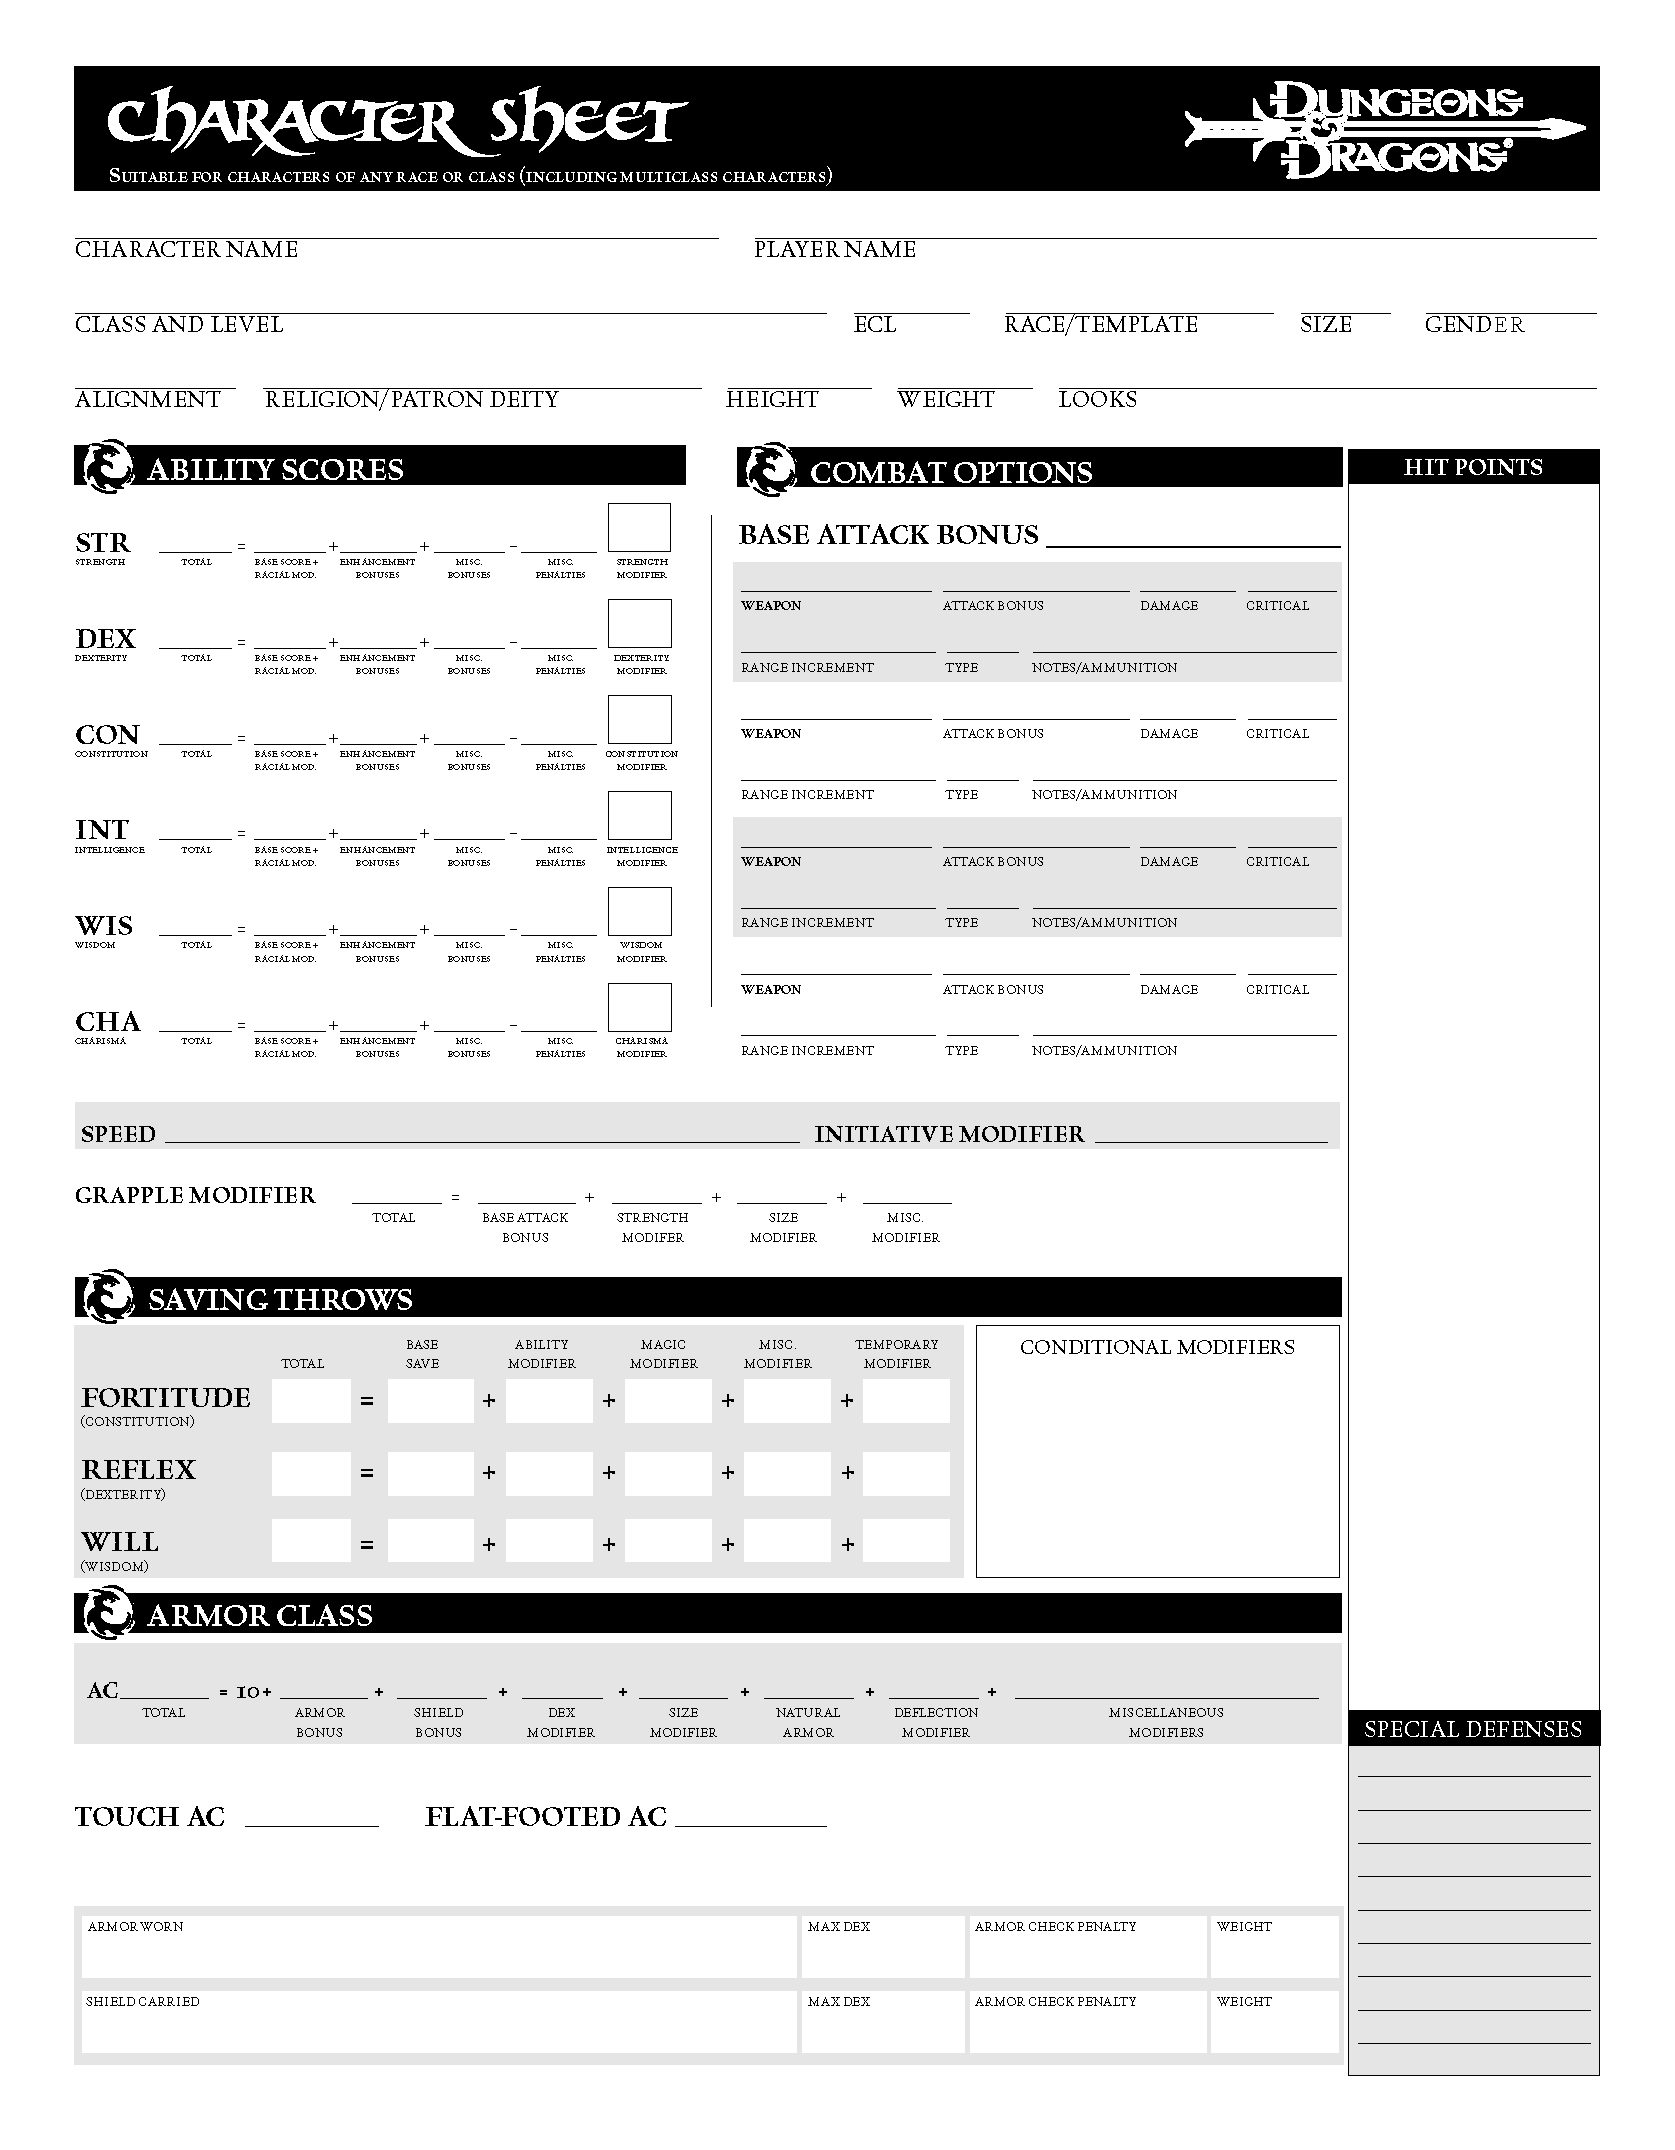 Character Sheet
Dungeons & Dragons®
Suitable for characters of any race or class (including multiclass characters)
CHARACTER NAME PLAYER NAME
CLASS AND LEVEL ECL RACE/TEMPLATE SIZE GENDER
ALIGNMENT RELIGION/PATRON DEITY HEIGHT WEIGHT LOOKS
ABILITY SCORES
STR = + + –
STRENGTH TOTAL BASE SCORE + ENHANCEMENT MISC. MISC. STRENGTH
RACIAL MOD. BONUSES BONUSES PENALTIES MODIFIER
DEX = + + –
DEXTERITY TOTAL BASE SCORE + ENHANCEMENT MISC. MISC. DEXTERITY
RACIAL MOD. BONUSES BONUSES PENALTIES MODIFIER
CON = + + –
CONSTITUTION TOTAL BASE SCORE + ENHANCEMENT MISC. MISC. CONSTITUTION
RACIAL MOD. BONUSES BONUSES PENALTIES MODIFIER
INT = + + –
INTELLIGENCE TOTAL BASE SCORE + ENHANCEMENT MISC. MISC. INTELLIGENCE
RACIAL MOD. BONUSES BONUSES PENALTIES MODIFIER
WIS = + + –
WISDOM TOTAL BASE SCORE + ENHANCEMENT MISC. MISC. WISDOM
RACIAL MOD. BONUSES BONUSES PENALTIES MODIFIER
CHA = + + –
CHARISMA TOTAL BASE SCORE + ENHANCEMENT MISC. MISC. CHARISMA
RACIAL MOD. BONUSES BONUSES PENALTIES MODIFIER
COMBAT OPTIONS
BASE ATTACK BONUS
WEAPON ATTACK BONUS DAMAGE CRITICAL
RANGE INCREMENT TYPE NOTES/AMMUNITION
WEAPON ATTACK BONUS DAMAGE CRITICAL
RANGE INCREMENT TYPE NOTES/AMMUNITION
WEAPON ATTACK BONUS DAMAGE CRITICAL
RANGE INCREMENT TYPE NOTES/AMMUNITION
WEAPON ATTACK BONUS DAMAGE CRITICAL
RANGE INCREMENT TYPE NOTES/AMMUNITION
HIT POINTS
SPEED INITIATIVE MODIFIER
GRAPPLE MODIFIER = + + +
TOTAL BASE ATTACK STRENGTH SIZE MISC.
BONUS MODIFER MODIFIER MODIFIER
SAVING THROWS
BASE ABILITY MAGIC MISC. TEMPORARY
TOTAL SAVE MODIFIER MODIFIER MODIFIER MODIFIER
FORTITUDE = + + + +
(CONSTITUTION)
REFLEX = + + + +
(DEXTERITY)
WILL = + + + +
(WISDOM)
CONDITIONAL MODIFIERS
ARMOR CLASS
AC = 10 + + + + + + +
TOTAL ARMOR SHIELD DEX SIZE NATURAL DEFLECTION MISCELLANEOUS
BONUS BONUS MODIFIER MODIFIER ARMOR MODIFIER MODIFIERS
TOUCH AC FLAT-FOOTED AC
SPECIAL DEFENSES
ARMOR WORN MAX DEX ARMOR CHECK PENALTY WEIGHT
SHIELD CARRIED MAX DEX ARMOR CHECK PENALTY WEIGHT